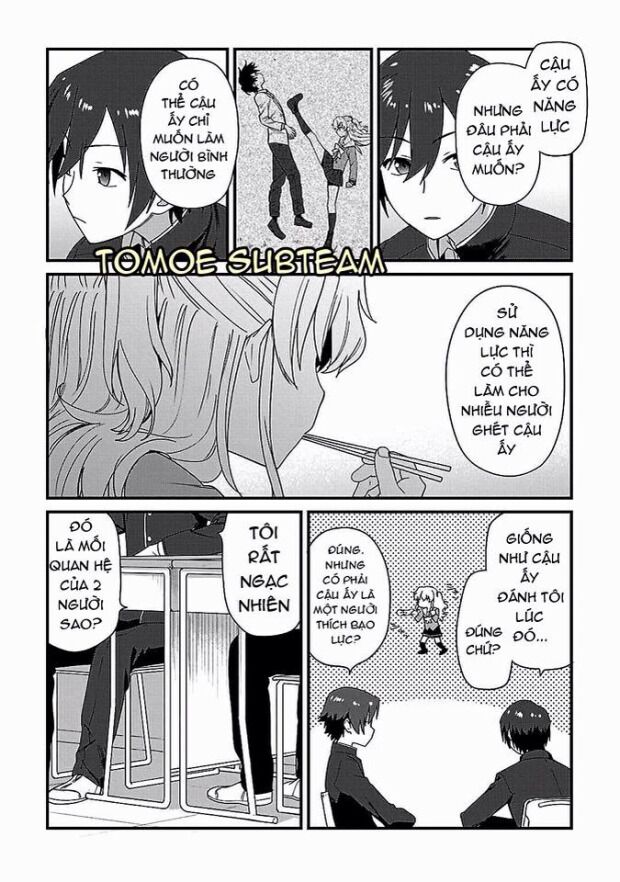 CẬU
ẤY CÓ
NĂNG
LỰC
NHƯNG
ĐÂU PHẢI
CẬU ẤY
MUỐN?
CÓ
THỂ CẬU
ẤY CHỈ
MUỐN LÀM
NGƯỜI BÌNH
THƯỜNG
TOMOE SUBTEAM
SỬ
DỤNG NĂNG
LỰC THÌ
CÓ THỂ
LÀM CHO
NHIỀU NGƯỜI
GHÉT CẬU
ẤY
GIỐNG
NHƯ CẬU
ẤY
ĐÁNH TÔI
LÚC
ĐÓ...
ĐÚNG
CHỨ?
ĐÚNG.
NHƯNG
CÓ PHẢI
CẬU ẤY LÀ
MỘT NGƯỜI
THÍCH BẠO
LỰC?
TÔI
RẤT
NGẠC
NHIÊN
ĐÓ
LÀ MỐI
QUAN HỆ
CỦA 2
NGƯỜI
SAO?